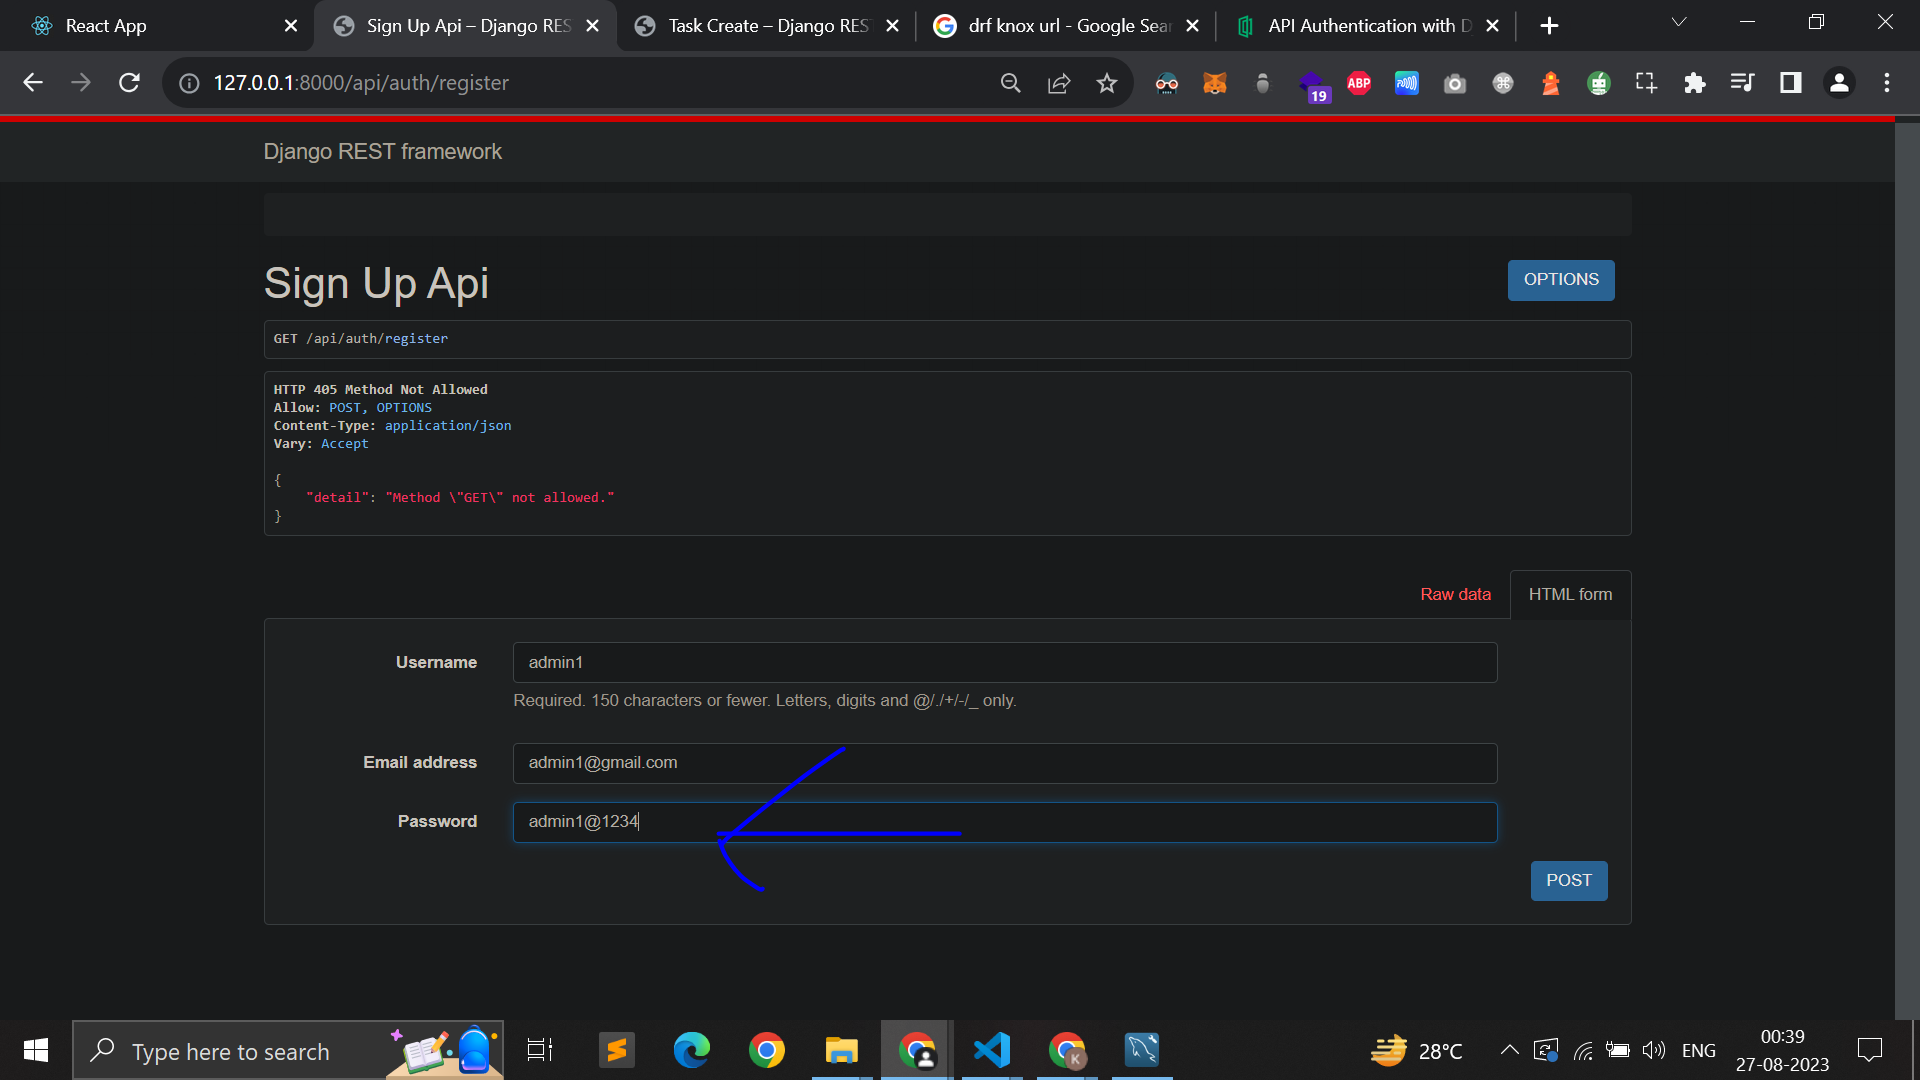 React App
Sign Up Api – Django RES
Task Create – Django RES
drf knox url - Google Sear
API Authentication with D
127.0.0.1:8000/api/auth/register
19
ABP
Django REST framework
Sign Up Api
OPTIONS
GET /api/auth/register
HTTP 405 Method Not Allowed
Allow: POST, OPTIONS
Content-Type: application/json
Vary: Accept
{
"detail": "Method \"GET\" not allowed."
}
Raw data
HTML form
Username
admin1
Required. 150 characters or fewer. Letters, digits and @/./+/-/_ only.
Email address
admin1@gmail.com
Password
admin1@1234
POST
Type here to search
K
28°C
ENG
00:39
27-08-2023